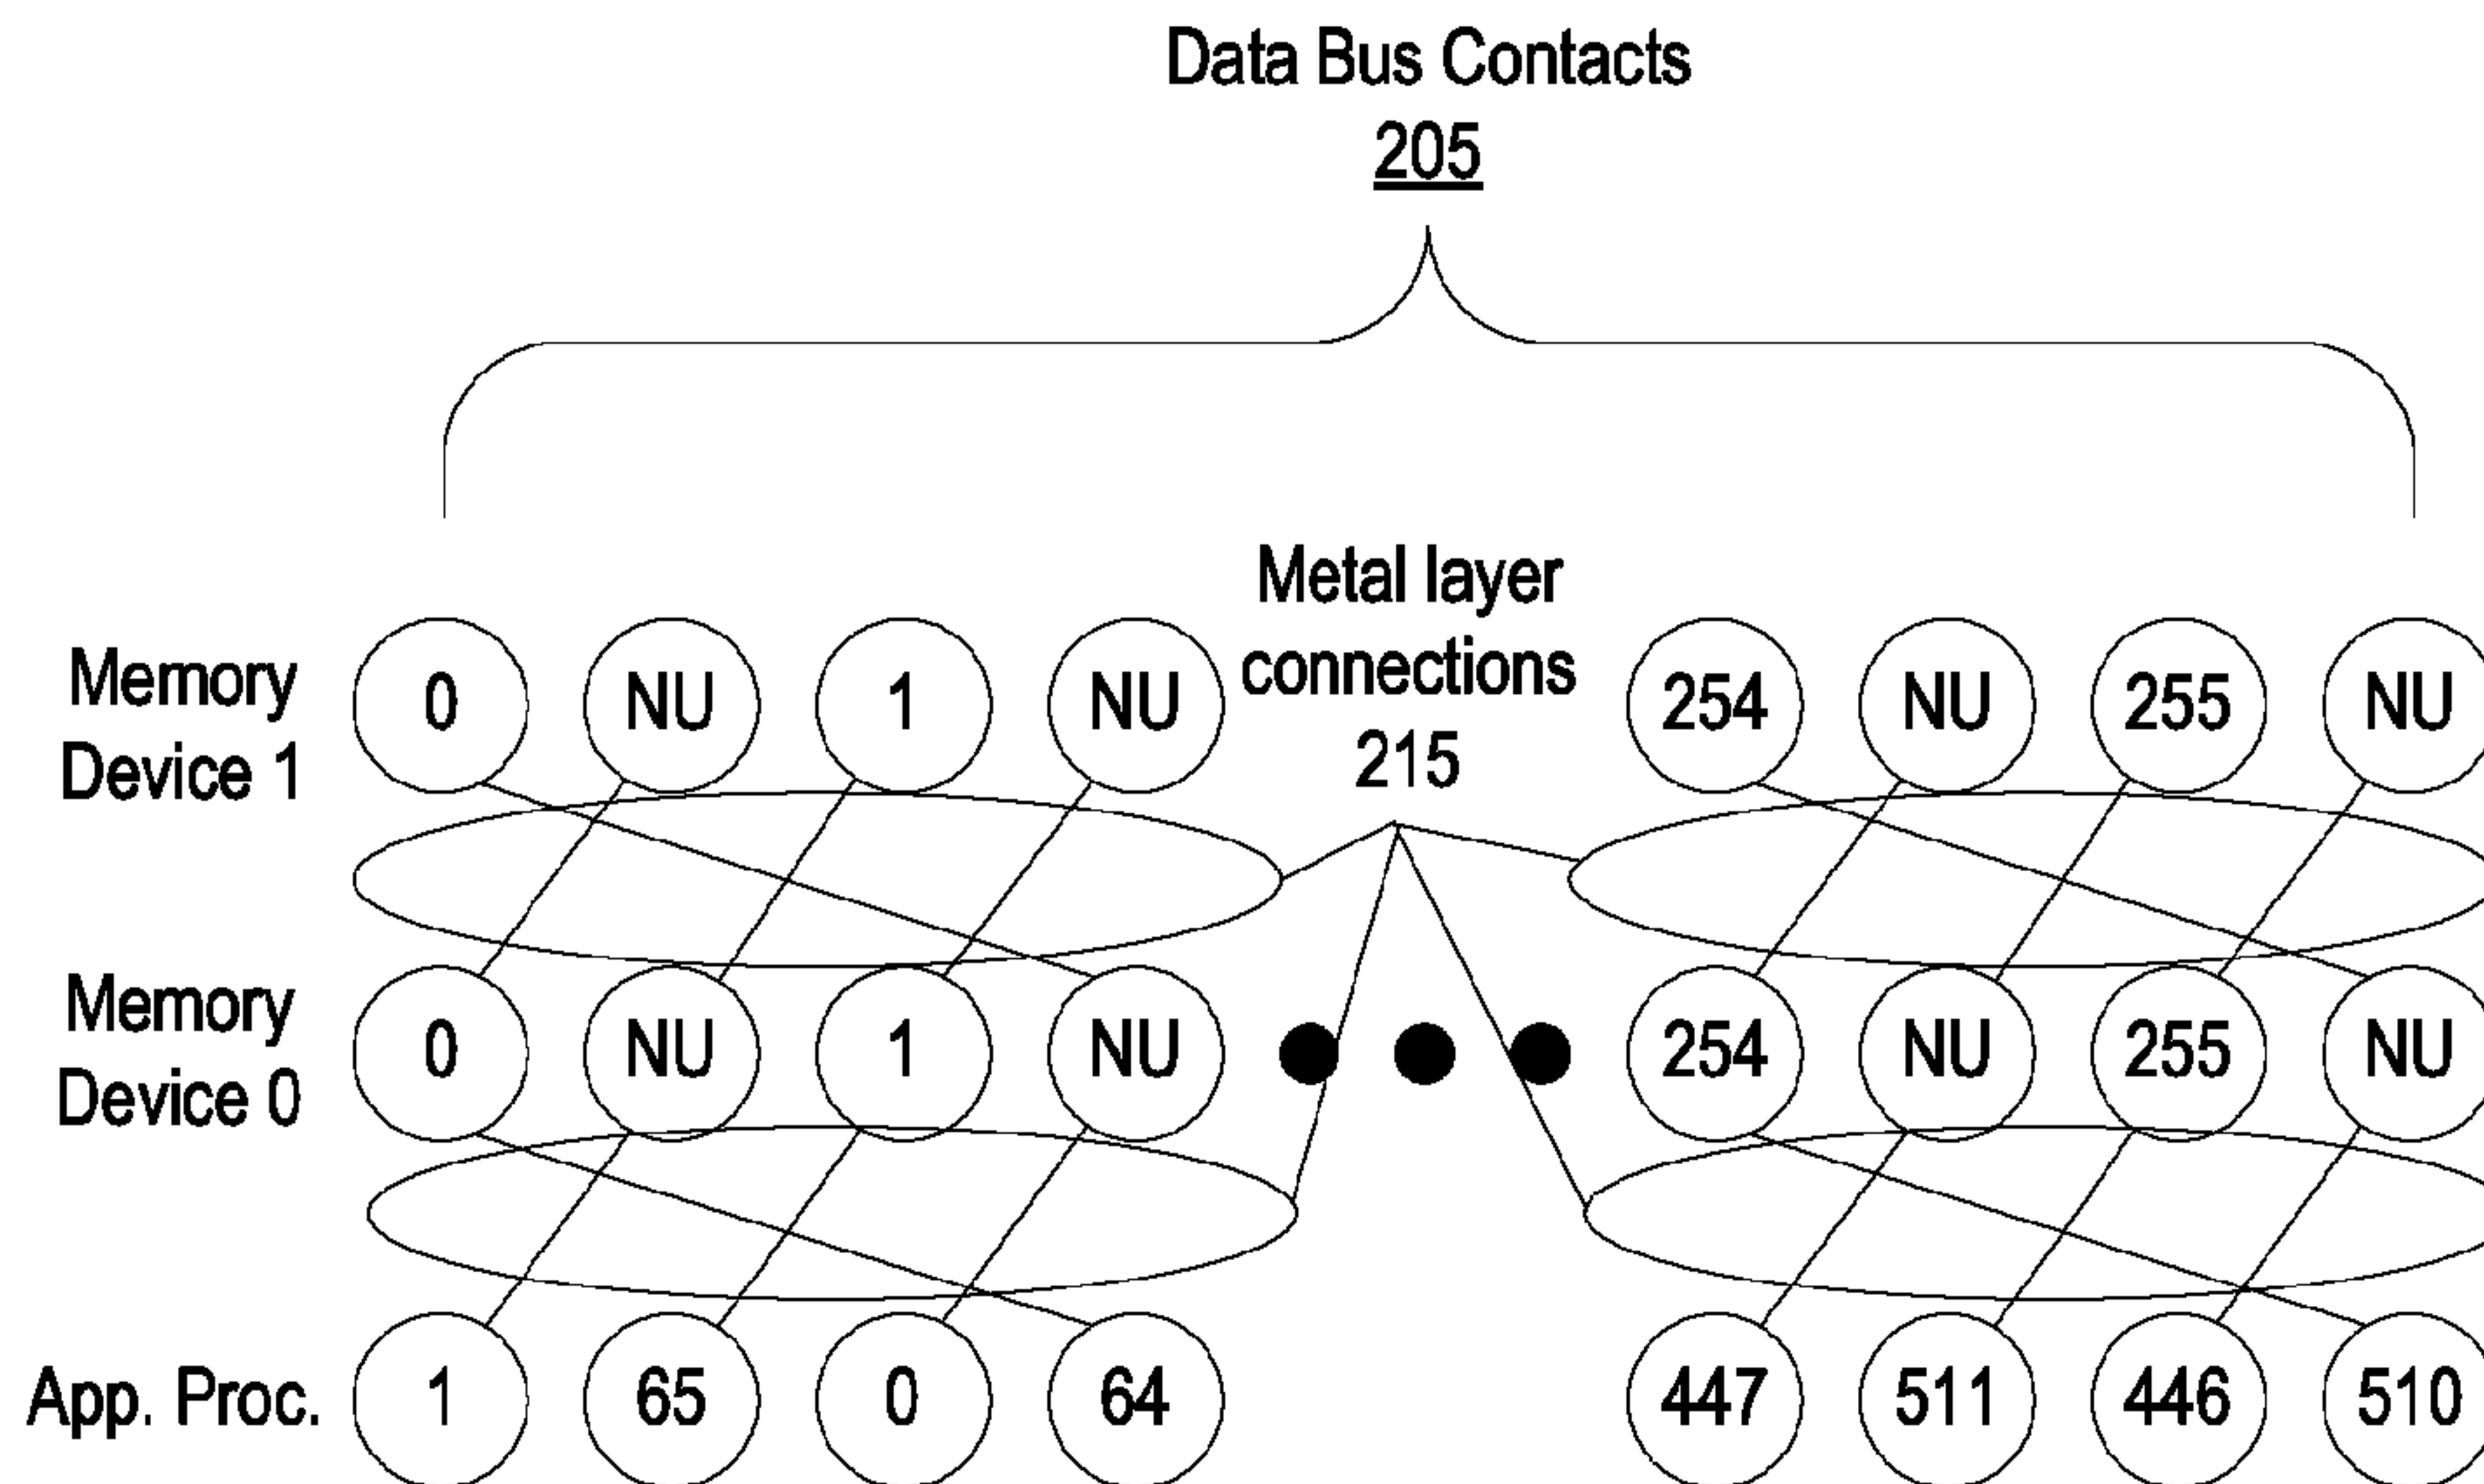 Data Bus Contacts
205
Metal layer
connections
215
Memory
Device 1
0 NU 1 NU 254 NU 255 NU
Memory
Device 0
0 NU 1 NU 254 NU 255 NU
App. Proc.
1 65 0 64 447 511 446 510